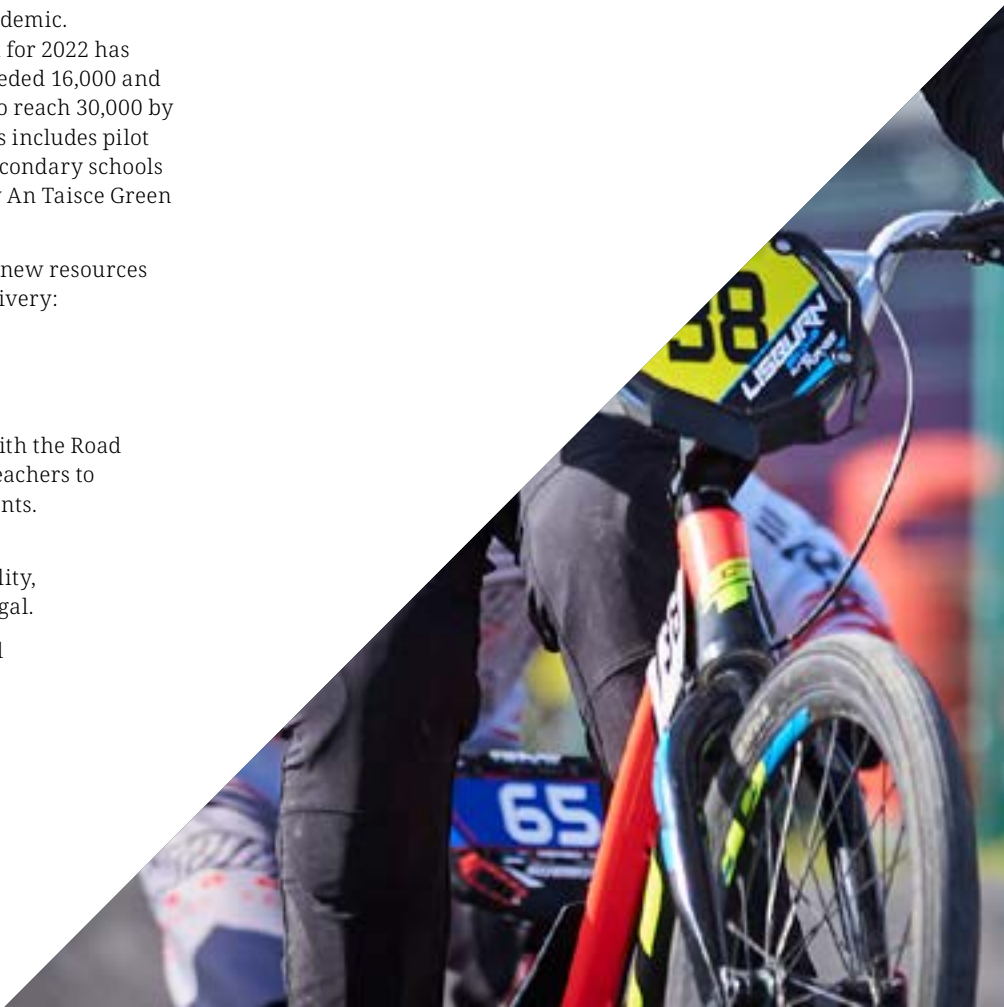 demic.
for 2022 has
eded 16,000 and
o reach 30,000 by
s includes pilot
condary schools
An Taisce Green
new resources
ivery:
ith the Road
eachers to
nts.
lity,
gal.
l
38
LISBURN
65